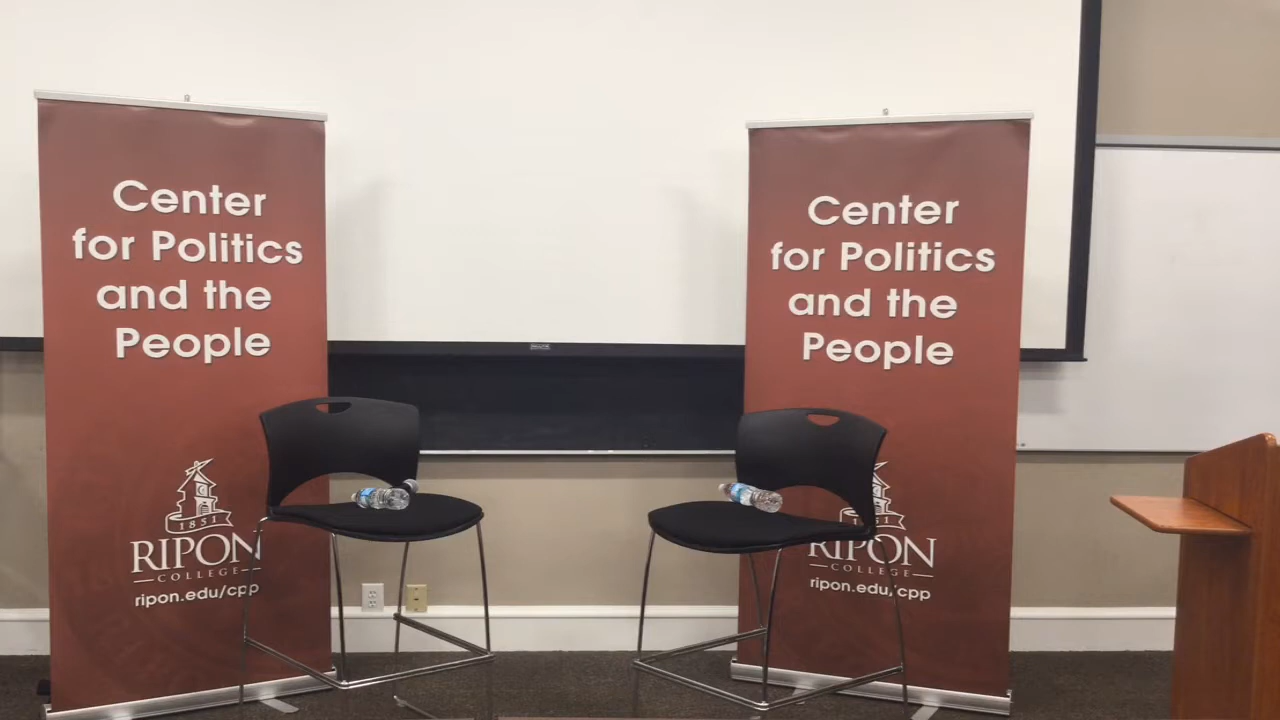 Center
for Politics
and the
People
1851
RIPON
COLLEGE
ripon.edu/cpp
Center
for Politics
and the
People
RIPON
COLLEGE
ripon.edu/cpp